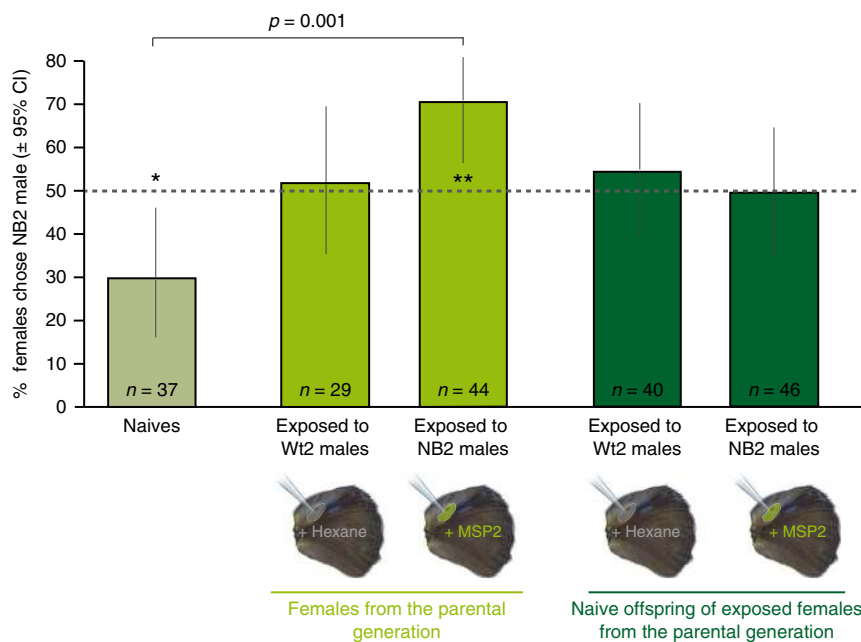 p = 0.001
% females chose NB2 male (± 95% CI)
80
70
60
50
40
30
20
10
0
*
**
n = 37
n = 29
n = 44
n = 40
n = 46
Naives
Exposed to
Wt2 males
Exposed to
NB2 males
Exposed to
Wt2 males
Exposed to
NB2 males
+ Hexane
+ MSP2
+ Hexane
+ MSP2
Females from the parental
generation
Naive offspring of exposed females
from the parental generation